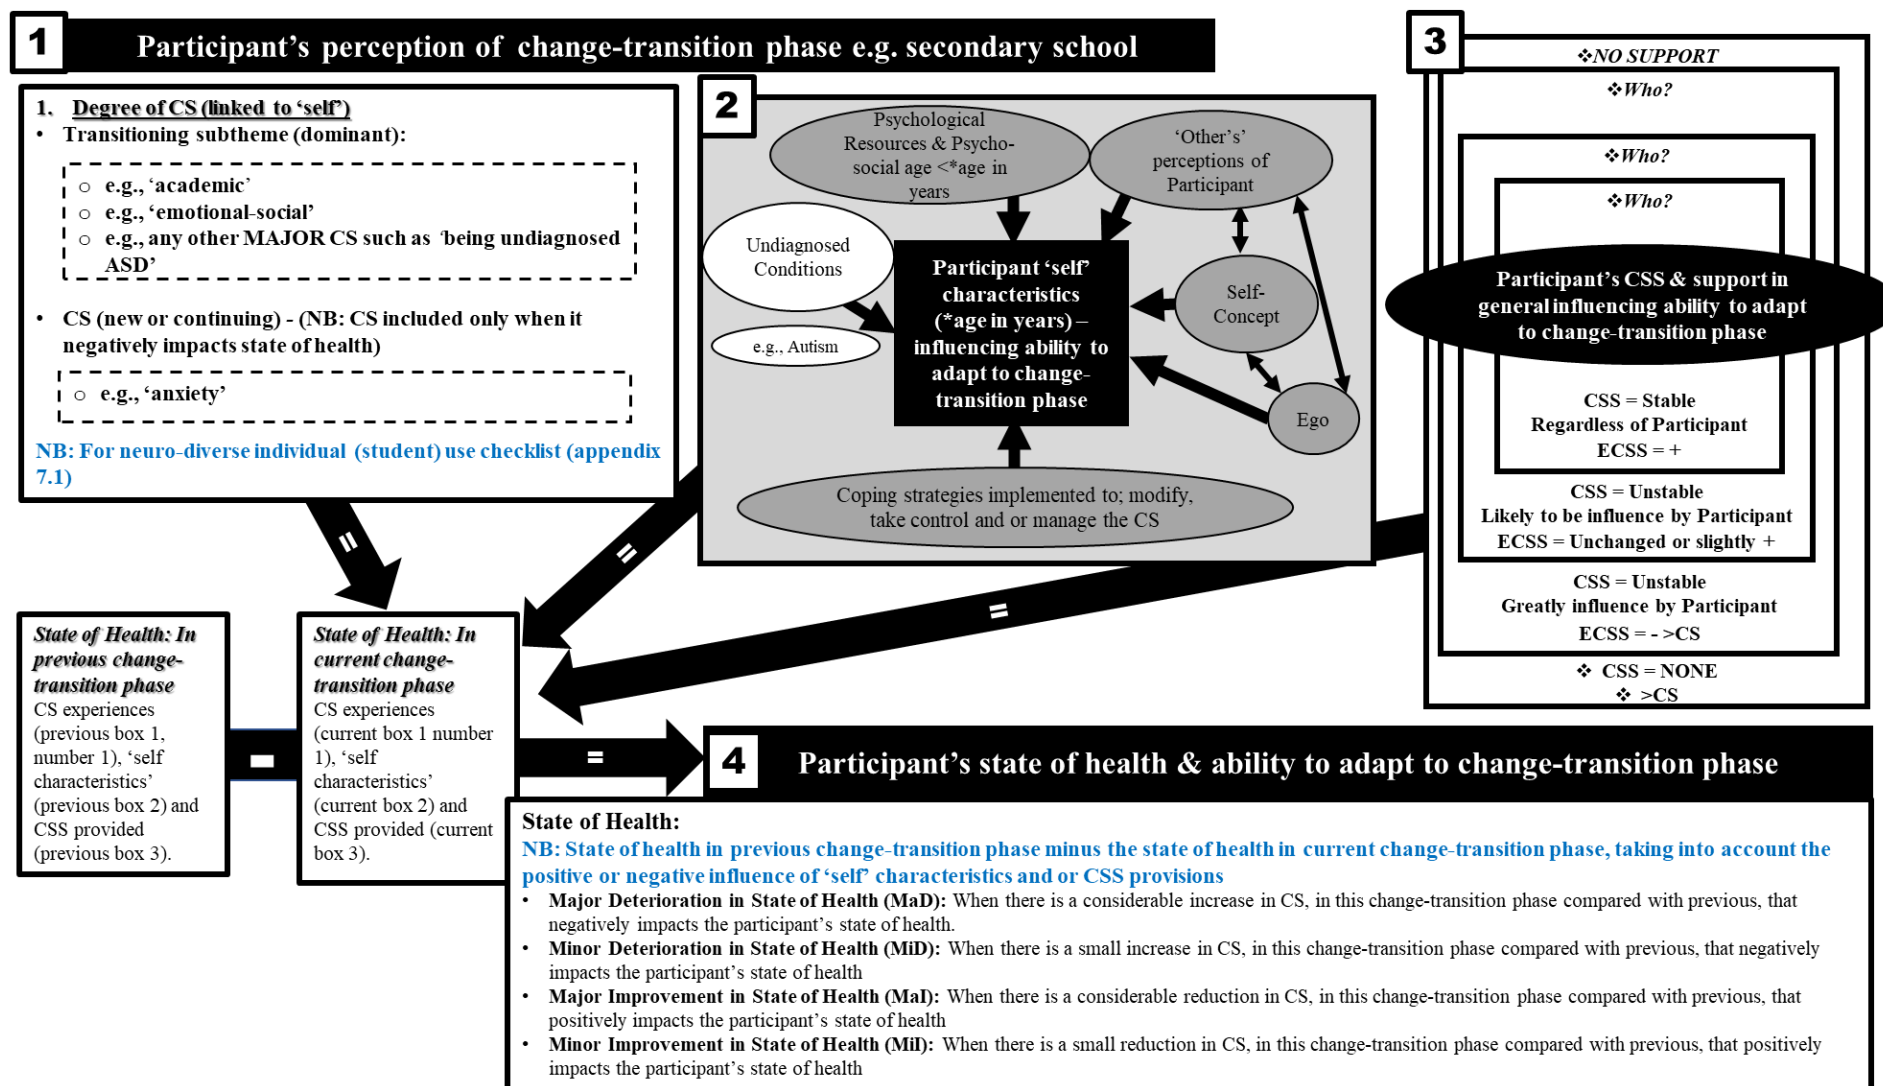 1
Participant's perception of change-transition phase e.g. secondary school
1. Degree of CS (linked to 'self')
• Transitioning subtheme (dominant):
o e.g., 'academic'
o e.g., 'emotional-social'
o e.g., any other MAJOR CS such as 'being undiagnosed
ASD'
• CS (new or continuing) - (NB: CS included only when it
negatively impacts state of health)
o e.g., 'anxiety'
NB: For neuro-diverse individual (student) use checklist (appendix
7.1)
2
Psychological
Resources & Psycho-
social age <*age in
years
'Other's'
perceptions of
Participant
Undiagnosed
Conditions
e.g., Autism
Participant 'self'
characteristics
(*age in years) –
influencing ability to
adapt to change-
transition phase
Self-
Concept
Ego
Coping strategies implemented to; modify,
take control and or manage the CS
3
❖NO SUPPORT
❖Who?
❖Who?
❖Who?
Participant's CSS & support in
general influencing ability to adapt
to change-transition phase
CSS = Stable
Regardless of Participant
ECSS = +
CSS = Unstable
Likely to be influence by Participant
ECSS = Unchanged or slightly +
CSS = Unstable
Greatly influence by Participant
ECSS = - >CS
❖ CSS = NONE
❖ >CS
=
=
=
State of Health: In
previous change-
transition phase
CS experiences
(previous box 1,
number 1), 'self
characteristics'
(previous box 2) and
CSS provided
(previous box 3).
-
State of Health: In
current change-
transition phase
CS experiences
(current box 1 number
1), 'self
characteristics'
(current box 2) and
CSS provided (current
box 3).
=
4
Participant's state of health & ability to adapt to change-transition phase
State of Health:
NB: State of health in previous change-transition phase minus the state of health in current change-transition phase, taking into account the
positive or negative influence of 'self' characteristics and or CSS provisions
• Major Deterioration in State of Health (MaD): When there is a considerable increase in CS, in this change-transition phase compared with previous, that
negatively impacts the participant's state of health.
• Minor Deterioration in State of Health (MiD): When there is a small increase in CS, in this change-transition phase compared with previous, that negatively
impacts the participant's state of health
• Major Improvement in State of Health (MaI): When there is a considerable reduction in CS, in this change-transition phase compared with previous, that
positively impacts the participant's state of health
• Minor Improvement in State of Health (MiI): When there is a small reduction in CS, in this change-transition phase compared with previous, that positively
impacts the participant's state of health